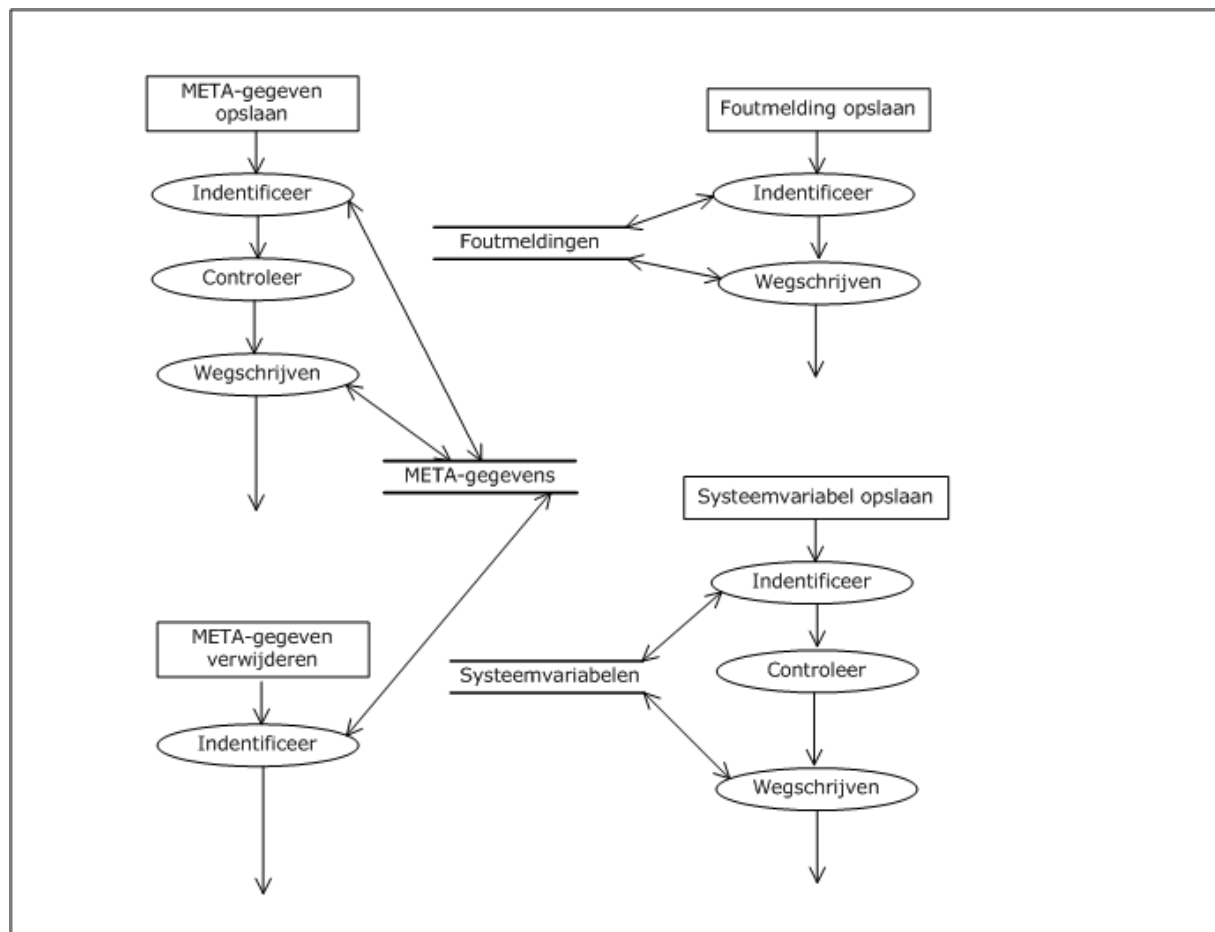 META-gegeven
opslaan
Indentificeer
Controleer
Wegschrijven
META-gegevens
META-gegeven
verwijderen
Indentificeer
Foutmelding opslaan
Indentificeer
Foutmeldingen
Wegschrijven
Systeemvariabel opslaan
Indentificeer
Systeemvariabelen
Controleer
Wegschrijven